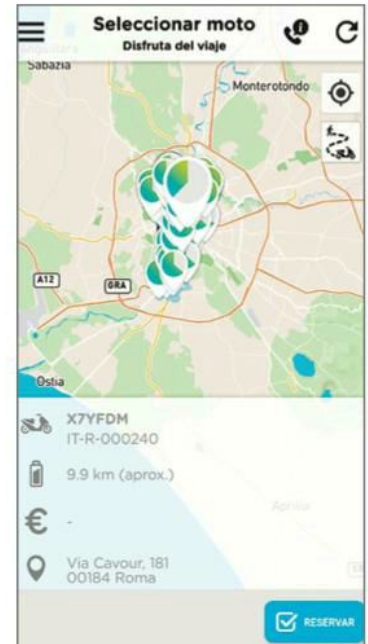 Seleccionar moto
Disfruta del viaje
Anguillara
Sabazia
Monterotondo
A12
GRA
Ostia
X7YFDM
IT-R-000240
9.9 km (aprox.)
Aprilia
€ -
Via Cavour, 181
00184 Roma
RESERVAR